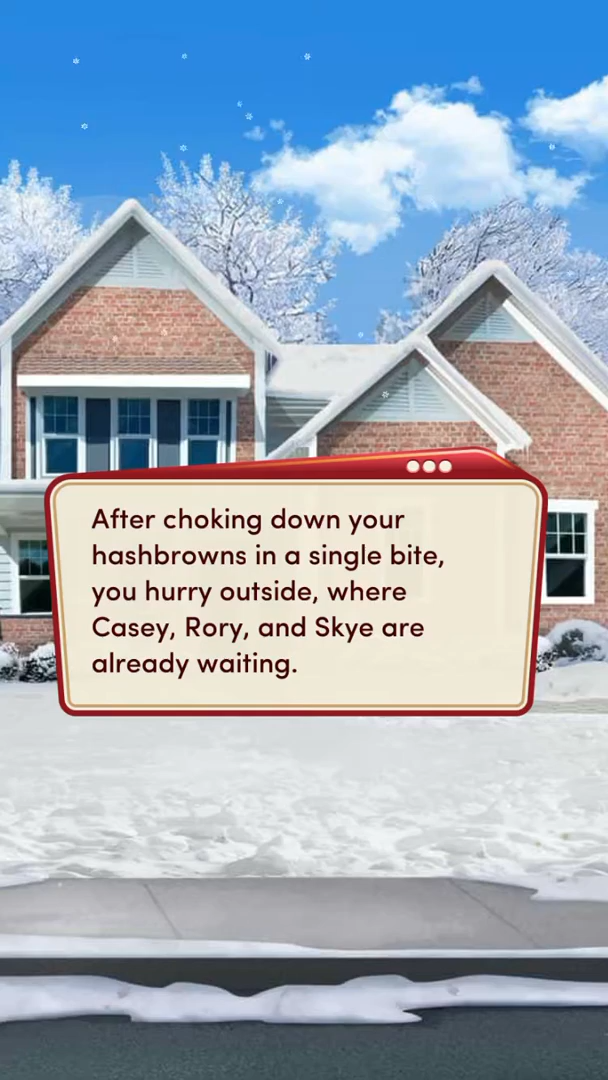 After choking down your
hashbrowns in a single bite,
you hurry outside, where
Casey, Rory, and Skye are
already waiting.